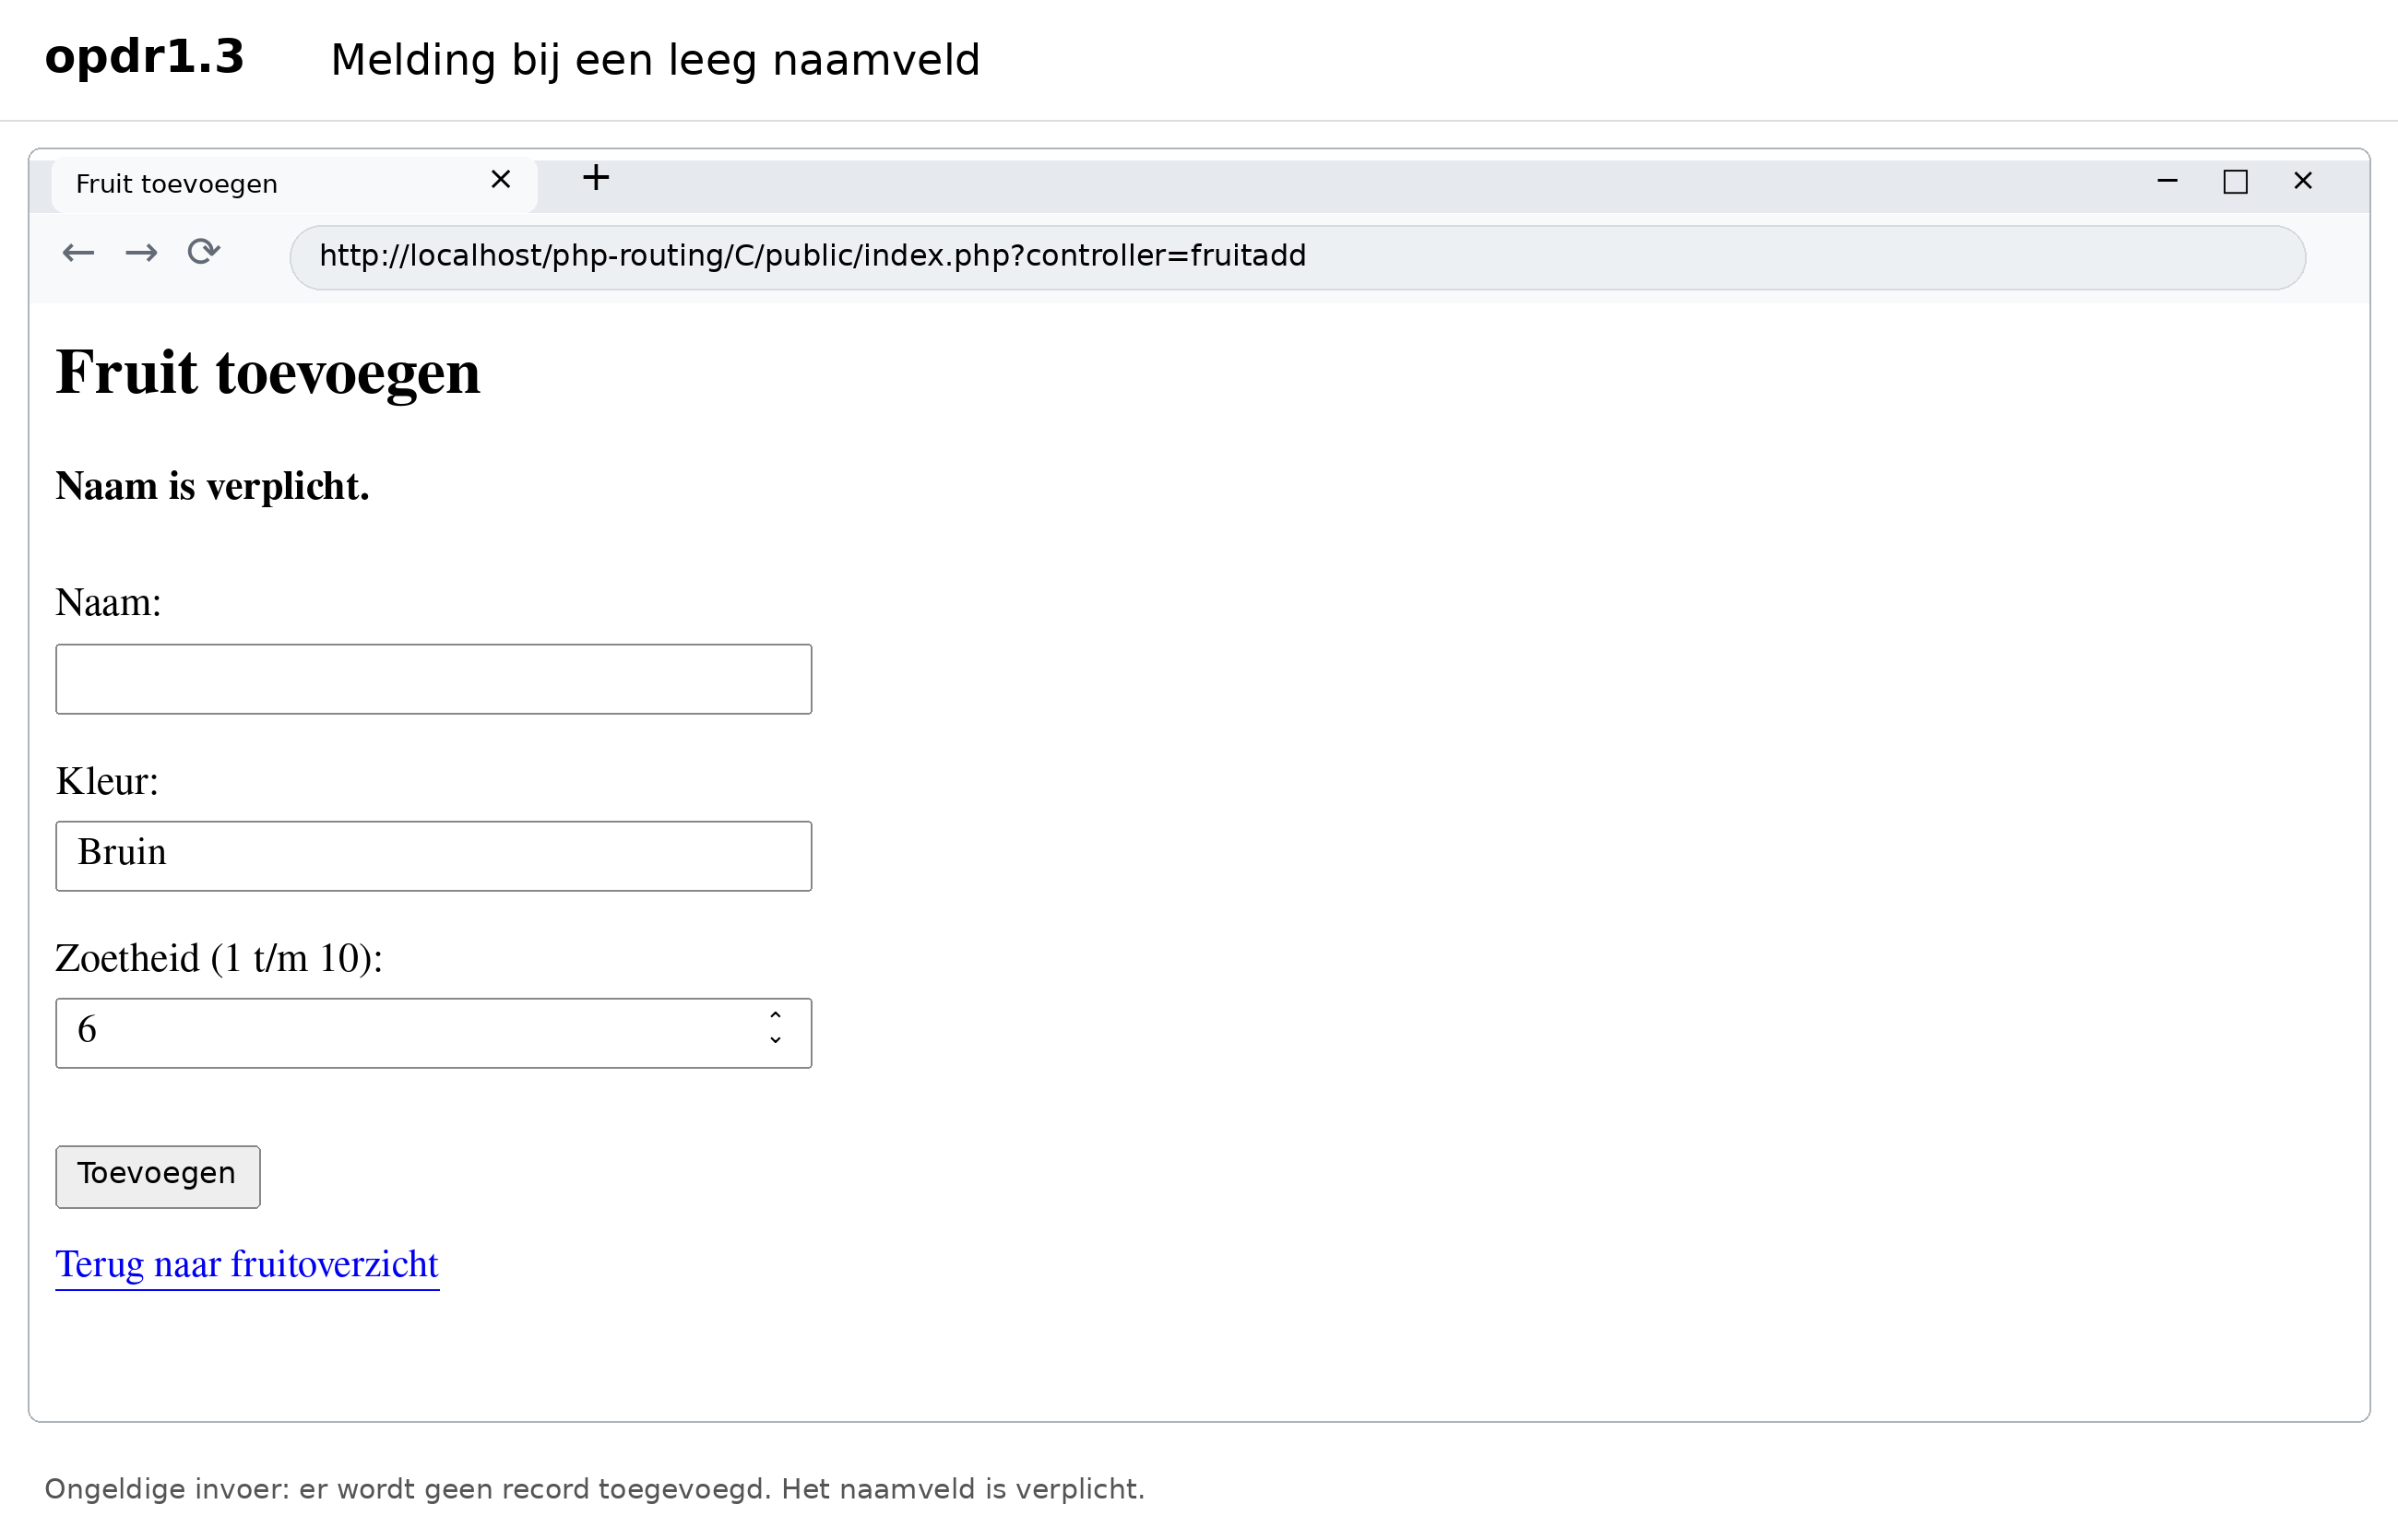 opdr1.3 Melding bij een leeg naamveld
Fruit toevoegen
http://localhost/php-routing/C/public/index.php?controller=fruitadd
Fruit toevoegen
Naam is verplicht.
Naam:
Kleur:
Bruin
Zoetheid (1 t/m 10):
6
Toevoegen
Terug naar fruitoverzicht
Ongeldige invoer: er wordt geen record toegevoegd. Het naamveld is verplicht.